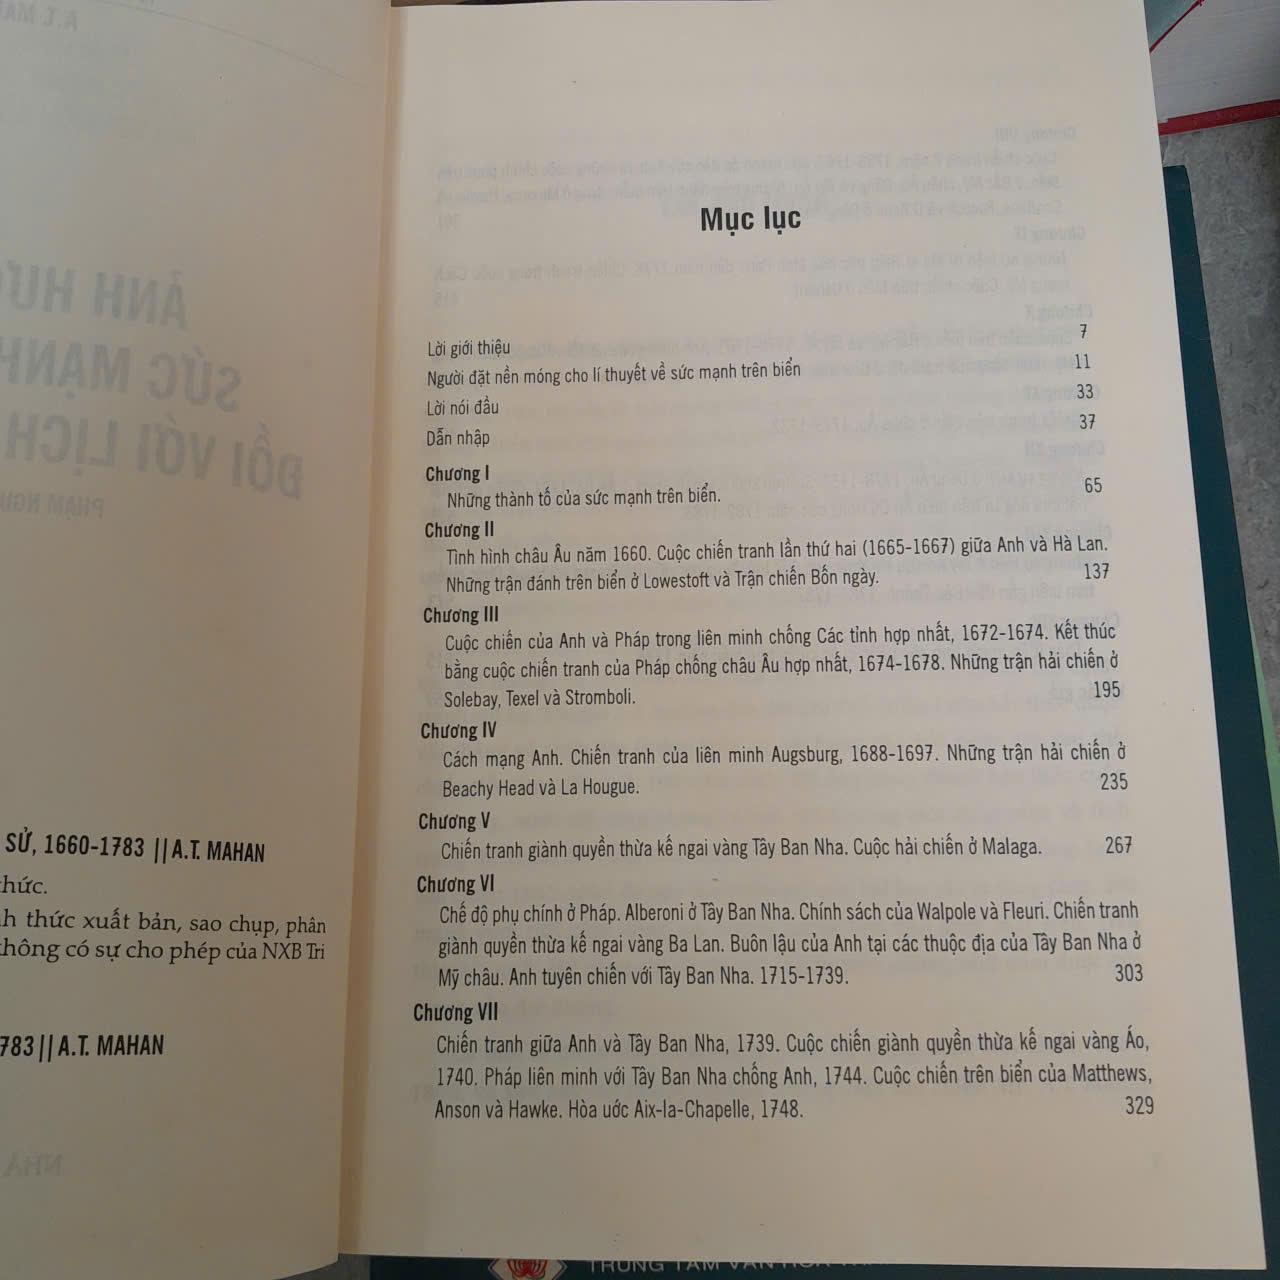 SỬ, 1660-1783 || A.T. MAHAN
hức.
h thức xuất bản, sao chụp, phân
không có sự cho phép của NXB Tri
783 || A.T. MAHAN
Mục lục
Lời giới thiệu 7
Người đặt nền móng cho lí thuyết về sức mạnh trên biển 11
Lời nói đầu 33
Dẫn nhập 37
Chương I
Những thành tố của sức mạnh trên biển. 65
Chương II
Tình hình châu Âu năm 1660. Cuộc chiến tranh lần thứ hai (1665-1667) giữa Anh và Hà Lan.
Những trận đánh trên biển ở Lowestoft và Trận chiến Bốn ngày. 137
Chương III
Cuộc chiến của Anh và Pháp trong liên minh chống Các tỉnh hợp nhất, 1672-1674. Kết thúc
bằng cuộc chiến tranh của Pháp chống châu Âu hợp nhất, 1674-1678. Những trận hải chiến ở
Solebay, Texel và Stromboli. 195
Chương IV
Cách mạng Anh. Chiến tranh của liên minh Augsburg, 1688-1697. Những trận hải chiến ở
Beachy Head và La Hougue. 235
Chương V
Chiến tranh giành quyền thừa kế ngai vàng Tây Ban Nha. Cuộc hải chiến ở Malaga. 267
Chương VI
Chế độ phụ chính ở Pháp. Alberoni ở Tây Ban Nha. Chính sách của Walpole và Fleuri. Chiến tranh
giành quyền thừa kế ngai vàng Ba Lan. Buôn lậu của Anh tại các thuộc địa của Tây Ban Nha ở
Mỹ châu. Anh tuyên chiến với Tây Ban Nha. 1715-1739. 303
Chương VII
Chiến tranh giữa Anh và Tây Ban Nha, 1739. Cuộc chiến giành quyền thừa kế ngai vàng Áo,
1740. Pháp liên minh với Tây Ban Nha chống Anh, 1744. Cuộc chiến trên biển của Matthews,
Anson và Hawke. Hòa ước Aix-la-Chapelle, 1748. 329
TRUNG TÂM VĂN HÓA